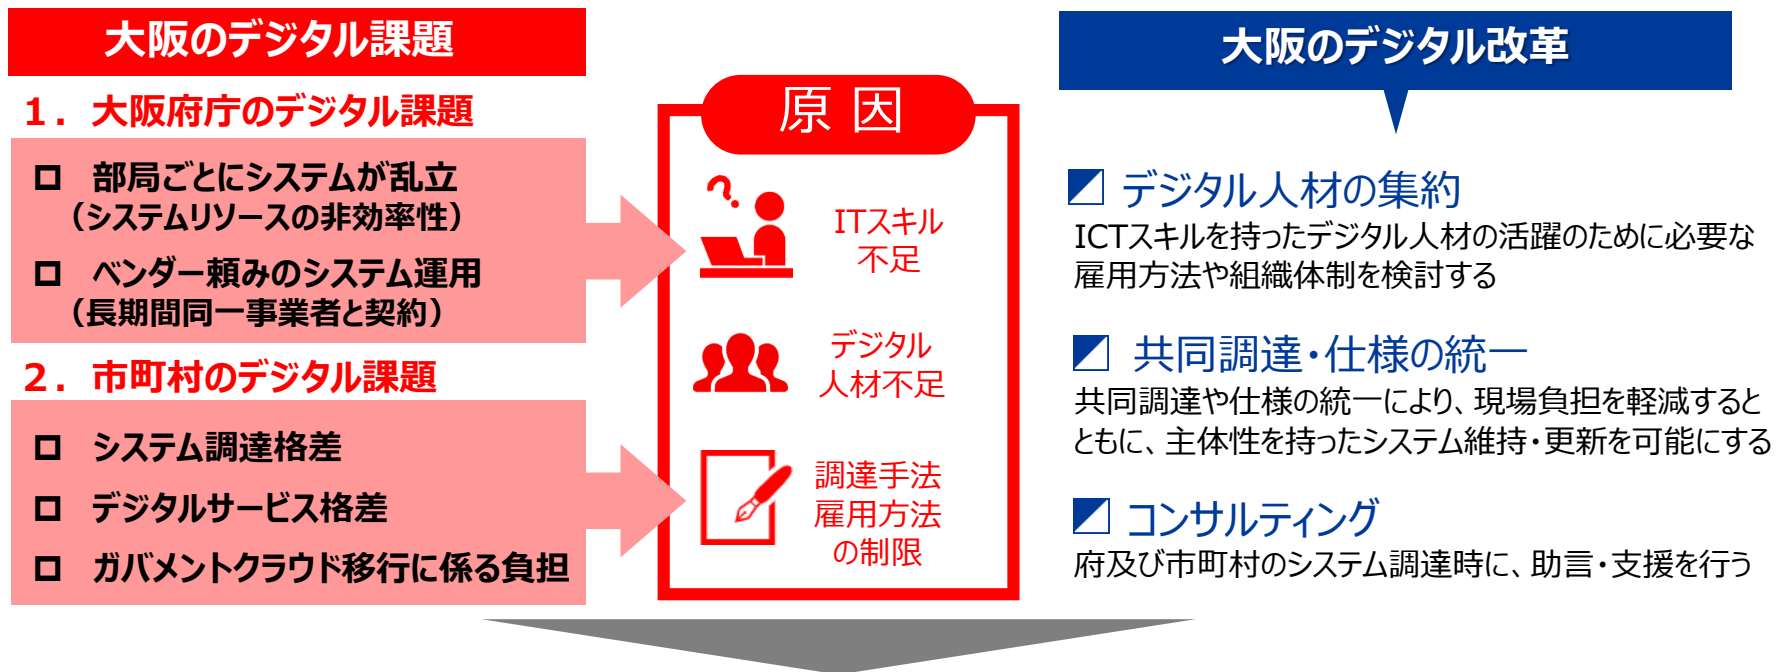 大阪のデジタル課題
１．大阪府庁のデジタル課題
部局ごとにシステムが乱立
（システムリソースの非効率性）
ベンダー頼みのシステム運用
（長期間同一事業者と契約）
２．市町村のデジタル課題
システム調達格差
デジタルサービス格差
ガバメントクラウド移行に係る負担
原因
ITスキル
不足
デジタル
人材不足
調達手法
雇用方法
の制限
大阪のデジタル改革
デジタル人材の集約
ICTスキルを持ったデジタル人材の活躍のために必要な
雇用方法や組織体制を検討する
共同調達・仕様の統一
共同調達や仕様の統一により、現場負担を軽減すると
ともに、主体性を持ったシステム維持・更新を可能にする
コンサルティング
府及び市町村のシステム調達時に、助言・支援を行う